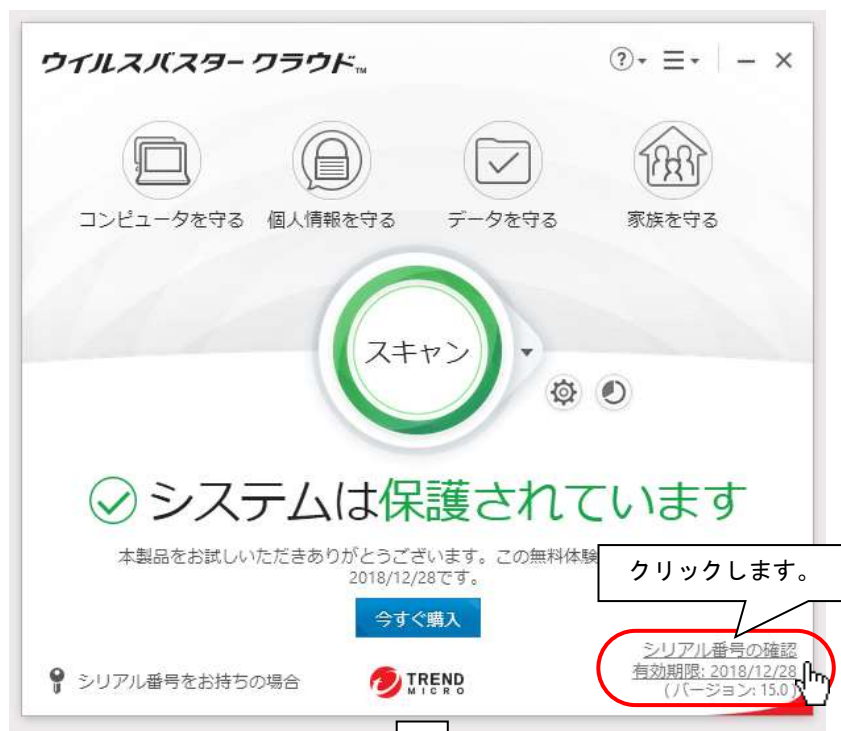 ウイルスバスター クラウド™
?
コンピュータを守る 個人情報を守る データを守る 家族を守る
スキャン
システムは保護されています
本製品をお試しいただきありがとうございます。この無料体験
2018/12/28です。
クリックします。
今すぐ購入
シリアル番号の確認
有効期限: 2018/12/28
(バージョン: 15.0)
シリアル番号をお持ちの場合
TREND
MICRO